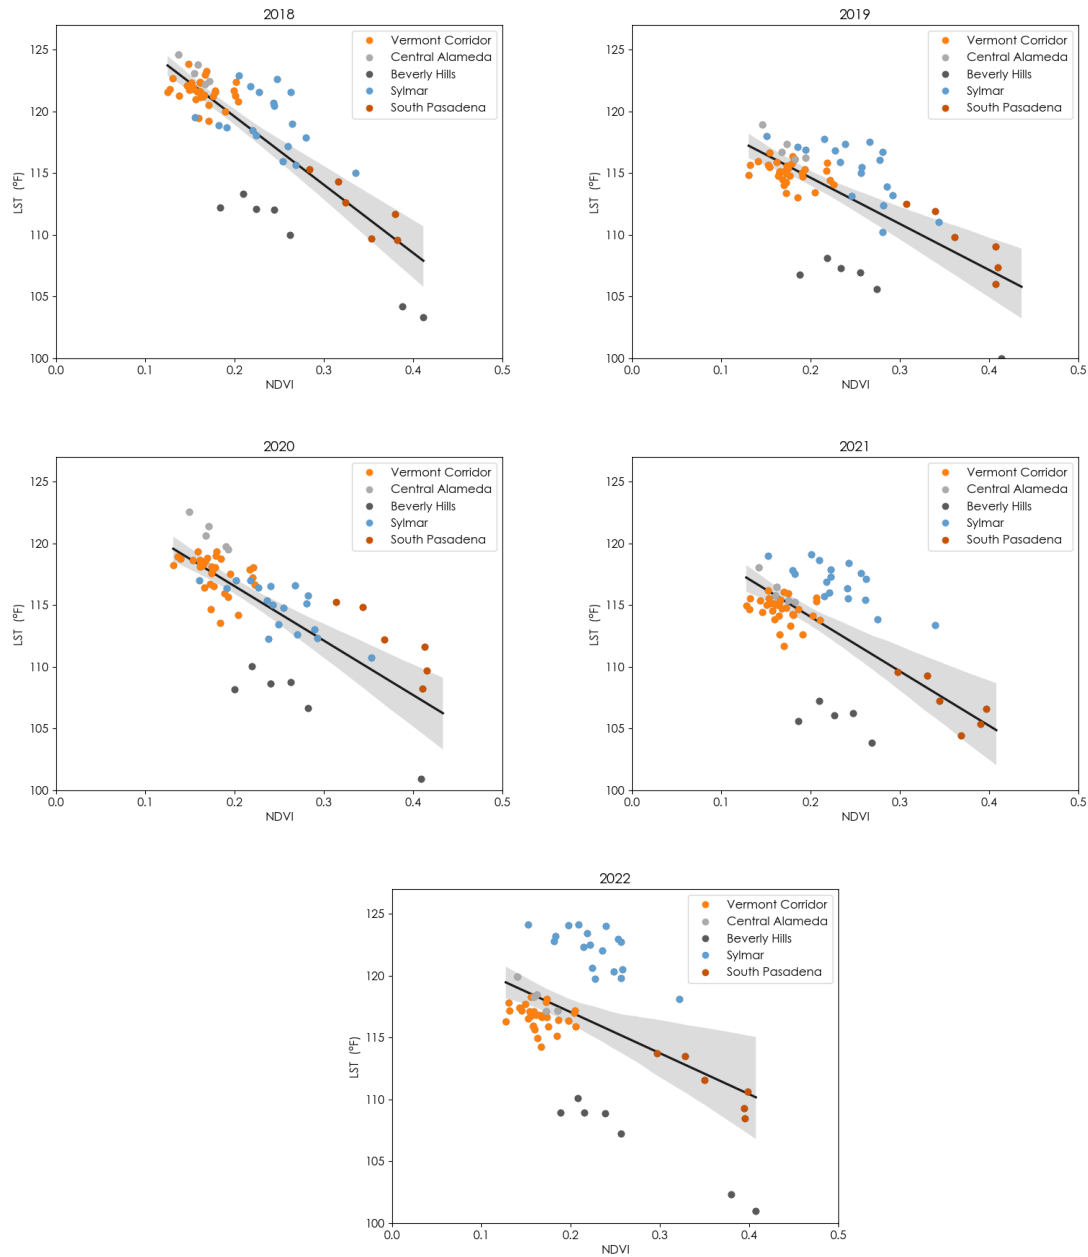 2018
125
120
115
110
105
100
LST (°F)
0.0 0.1 0.2 0.3 0.4 0.5
NDVI
Vermont Corridor
Central Alameda
Beverly Hills
Sylmar
South Pasadena
2019
125
120
115
110
105
100
LST (°F)
0.0 0.1 0.2 0.3 0.4 0.5
NDVI
Vermont Corridor
Central Alameda
Beverly Hills
Sylmar
South Pasadena
2020
125
120
115
110
105
100
LST (°F)
0.0 0.1 0.2 0.3 0.4 0.5
NDVI
Vermont Corridor
Central Alameda
Beverly Hills
Sylmar
South Pasadena
2021
125
120
115
110
105
100
LST (°F)
0.0 0.1 0.2 0.3 0.4 0.5
NDVI
Vermont Corridor
Central Alameda
Beverly Hills
Sylmar
South Pasadena
2022
125
120
115
110
105
100
LST (°F)
0.0 0.1 0.2 0.3 0.4 0.5
NDVI
Vermont Corridor
Central Alameda
Beverly Hills
Sylmar
South Pasadena